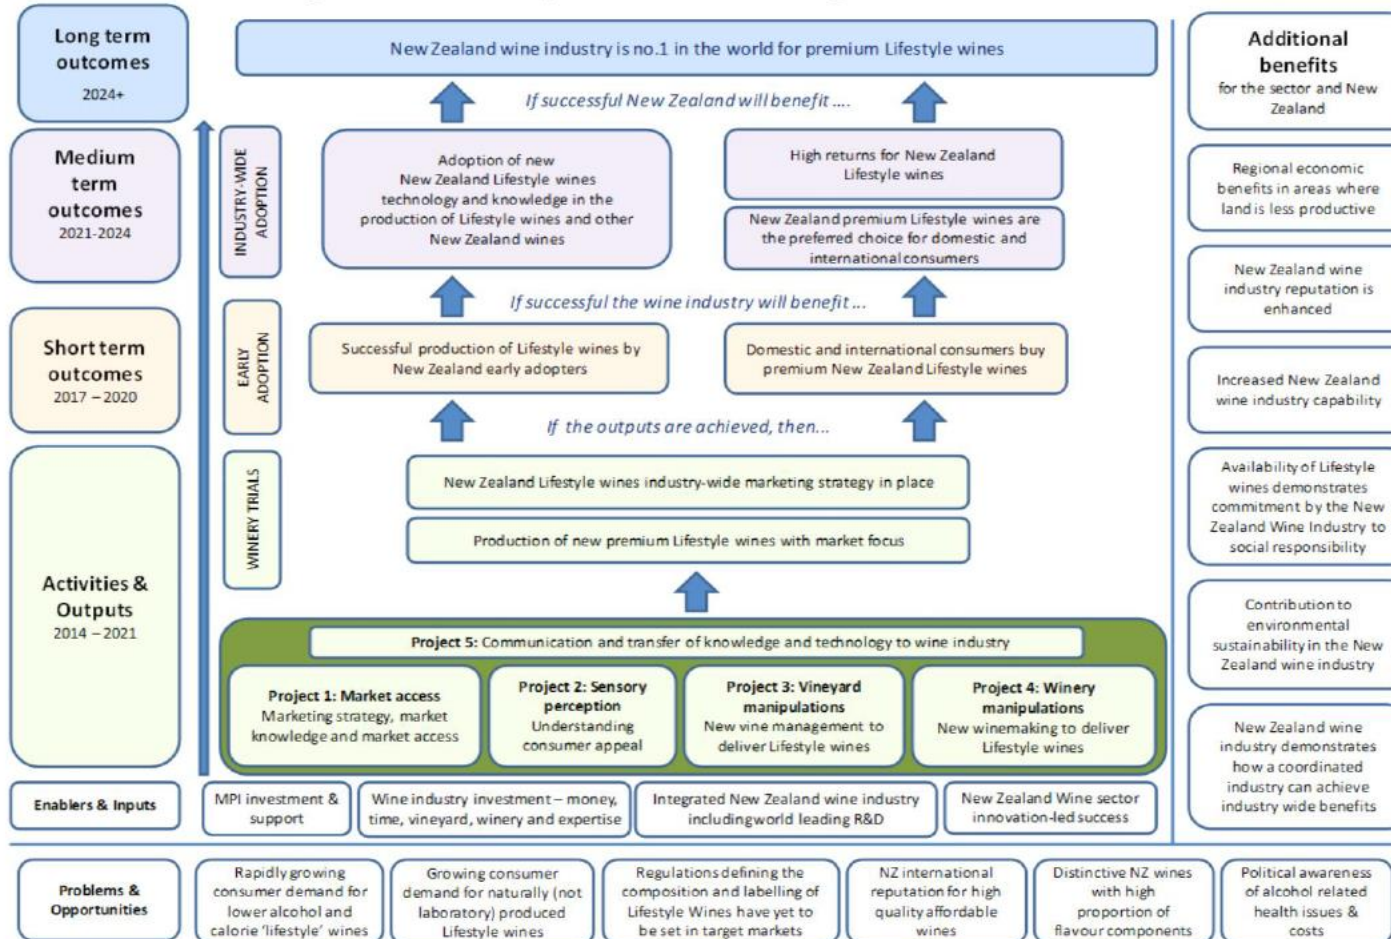 Long term
outcomes
2024+
New Zealand wine industry is no.1 in the world for premium Lifestyle wines
If successful New Zealand will benefit ....
Medium
term
outcomes
2021-2024
INDUSTRY-WIDE
ADOPTION
Adoption of new
New Zealand Lifestyle wines
technology and knowledge in the
production of Lifestyle wines and other
New Zealand wines
High returns for New Zealand
Lifestyle wines
New Zealand premium Lifestyle wines are
the preferred choice for domestic and
international consumers
If successful the wine industry will benefit ...
Short term
outcomes
2017 – 2020
EARLY
ADOPTION
Successful production of Lifestyle wines by
New Zealand early adopters
Domestic and international consumers buy
premium New Zealand Lifestyle wines
If the outputs are achieved, then...
Activities &
Outputs
2014 – 2021
WINERY TRIALS
New Zealand Lifestyle wines industry-wide marketing strategy in place
Production of new premium Lifestyle wines with market focus
Project 5: Communication and transfer of knowledge and technology to wine industry
Project 1: Market access
Marketing strategy, market
knowledge and market access
Project 2: Sensory
perception
Understanding
consumer appeal
Project 3: Vineyard
manipulations
New vine management to
deliver Lifestyle wines
Project 4: Winery
manipulations
New winemaking to deliver
Lifestyle wines
Enablers & Inputs
MPI investment &
support
Wine industry investment – money,
time, vineyard, winery and expertise
Integrated New Zealand wine industry
includingworld leading R&D
New Zealand Wine sector
innovation-led success
Additional
benefits
for the sector and New
Zealand
Regional economic
benefits in areas where
land is less productive
New Zealand wine
industry reputation is
enhanced
Increased New Zealand
wine industry capability
Availability of Lifestyle
wines demonstrates
commitment by the New
Zealand Wine Industry to
social responsibility
Contribution to
environmental
sustainability in the New
Zealand wine industry
New Zealand wine
industry demonstrates
how a coordinated
industry can achieve
industry wide benefits
Problems &
Opportunities
Rapidly growing
consumer demand for
lower alcohol and
calorie 'lifestyle' wines
Growing consumer
demand for naturally (not
laboratory) produced
Lifestyle wines
Regulations defining the
composition and labelling of
Lifestyle Wines have yet to
be set in target markets
NZ international
reputation for high
quality affordable
wines
Distinctive NZ wines
with high
proportion of
flavour components
Political awareness
of alcohol related
health issues &
costs